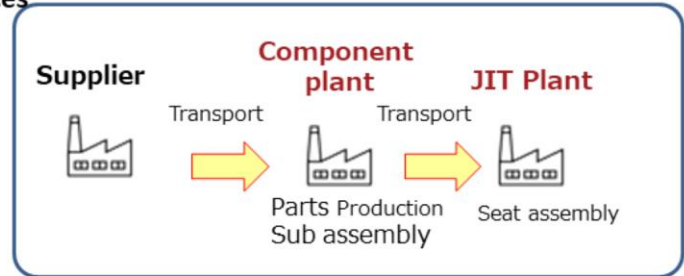 Supplier
Component
plant
JIT Plant
Transport
Transport
Parts Production
Sub assembly
Seat assembly